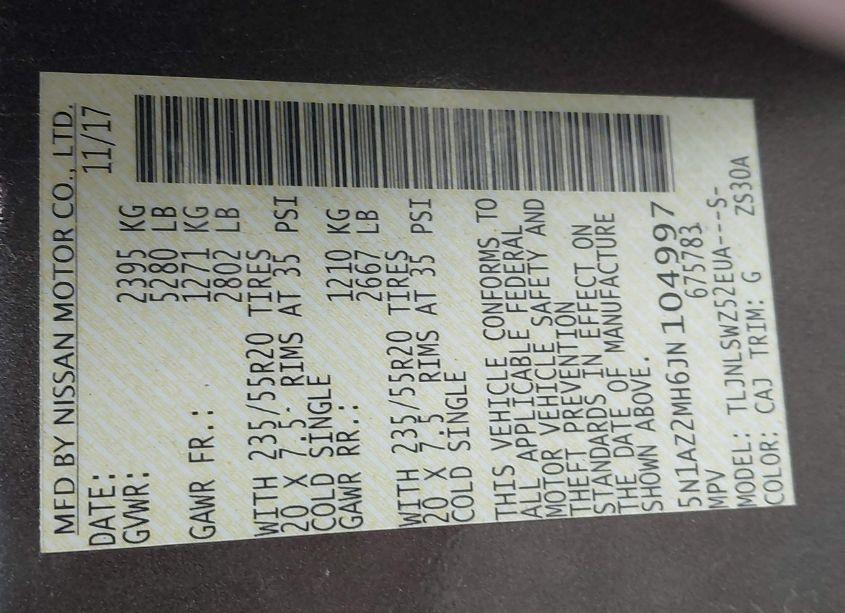 MFD BY NISSAN MOTOR CO., LTD.
DATE: 11/17
GVWR: 2395 KG
5280 LB
GAWR FR.: 1271 KG
2802 LB
WITH 235/55R20 TIRES
20 X 7.5 RIMS AT 35 PSI
COLD SINGLE
GAWR RR.: 1210 KG
2667 LB
WITH 235/55R20 TIRES
20 X 7.5 RIMS AT 35 PSI
COLD SINGLE
THIS VEHICLE CONFORMS TO
ALL APPLICABLE FEDERAL
MOTOR VEHICLE SAFETY AND
THEFT PREVENTION
STANDARDS IN EFFECT ON
THE DATE OF MANUFACTURE
SHOWN ABOVE.
5N1AZ2MH6JN104997
MPV 675783
MODEL: TLJNLSWZ52EUA---S-
COLOR: CAJ TRIM: G ZS30A